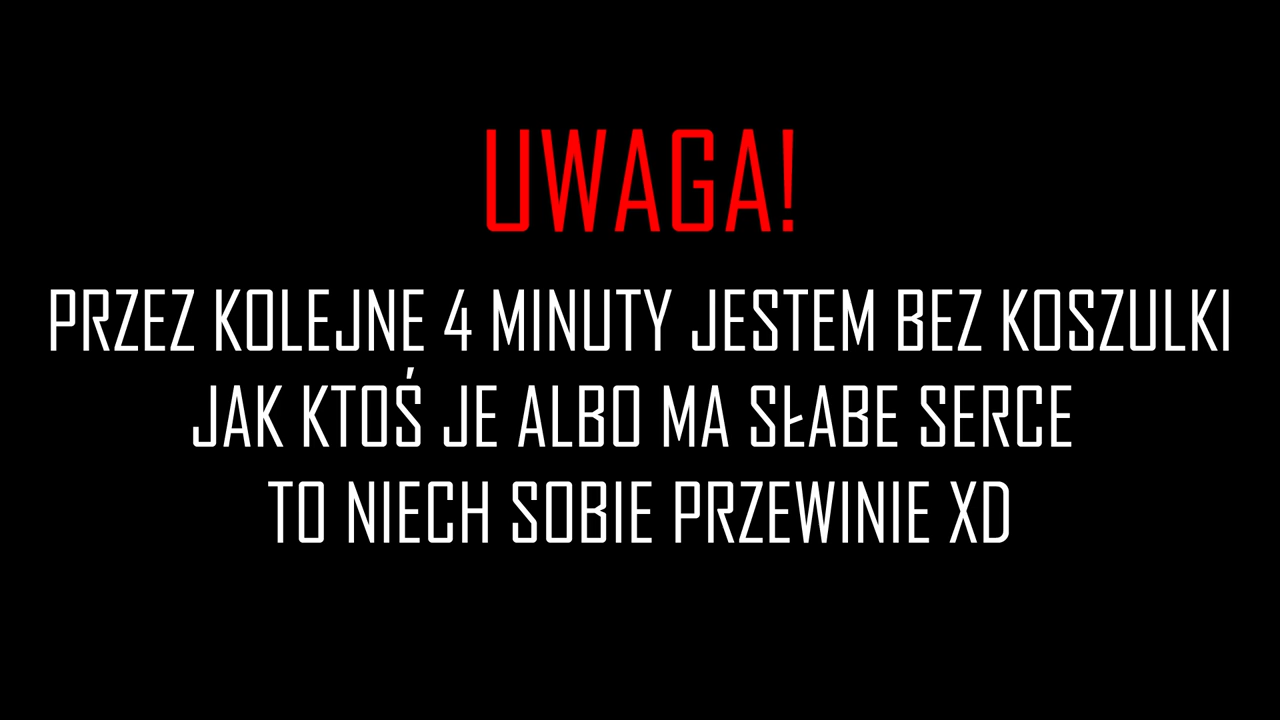 UWAGA!
PRZEZ KOLEJNE 4 MINUTY JESTEM BEZ KOSZULKI
JAK KTOŚ JE ALBO MA SŁABE SERCE
TO NIECH SOBIE PRZEWINIE XD